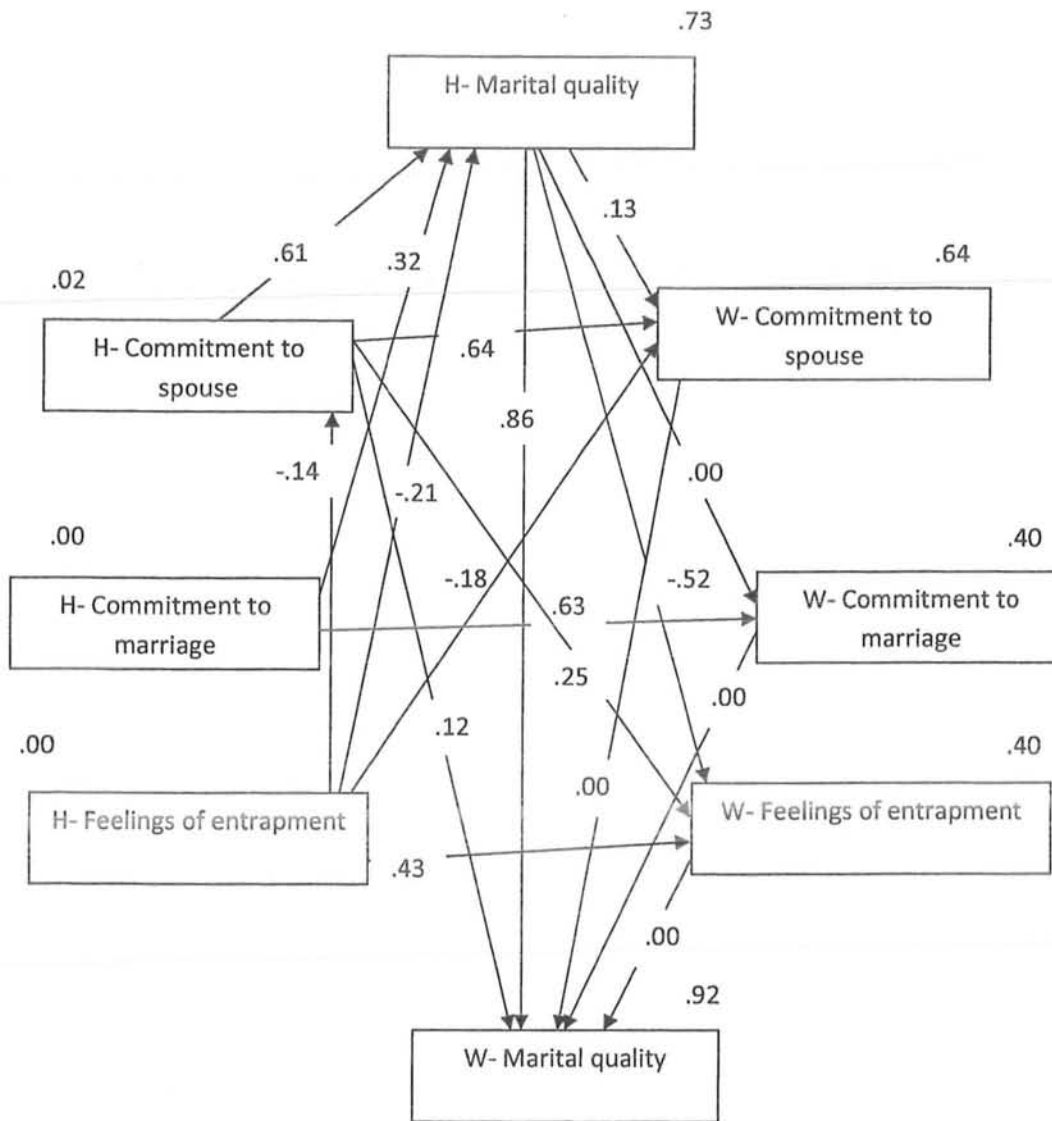 .73
H- Marital quality
.13
.61
.32
.02
.64
H- Commitment to
spouse
W- Commitment to
spouse
.64
.86
-.14
-.21
.00
.00
.40
-.18
-.52
H- Commitment to
marriage
W- Commitment to
marriage
.63
.25
.00
.12
.00
.40
.00
H- Feelings of entrapment
W- Feelings of entrapment
.43
.00
.92
W- Marital quality